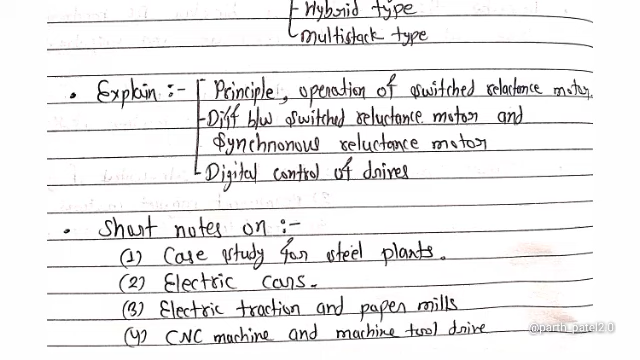 Hybrid type
Multistack type
• Explain :- Principle, operation of switched relactance motor.
Diff b/w switched reluctance motor and
Synchronous reluctance motor
Digital control of drives
• Short notes on :-
(1) Case study for steel plants.
(2) Electric cars.
(3) Electric traction and paper mills
(4) CNC machine and machine tool drive
@parth_patel2.0